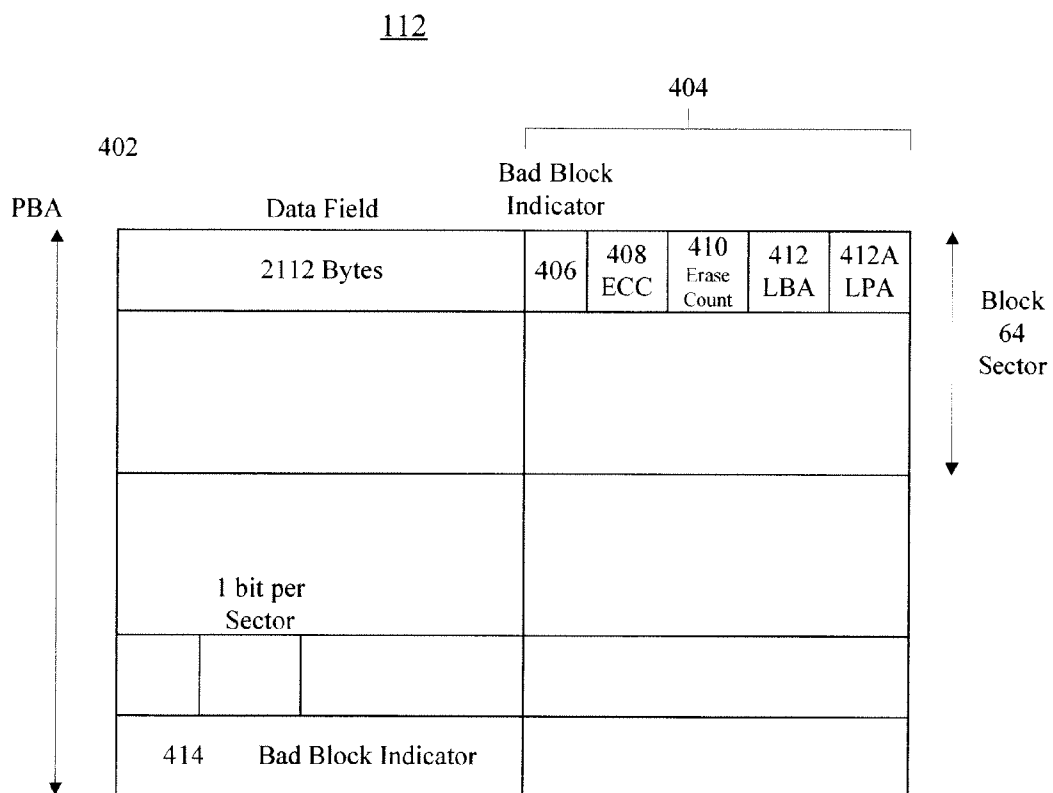 112
404
402
Bad Block
Indicator
PBA
Data Field
2112 Bytes
406
408
ECC
410
Erase
Count
412
LBA
412A
LPA
Block
64
Sector
1 bit per
Sector
414
Bad Block Indicator